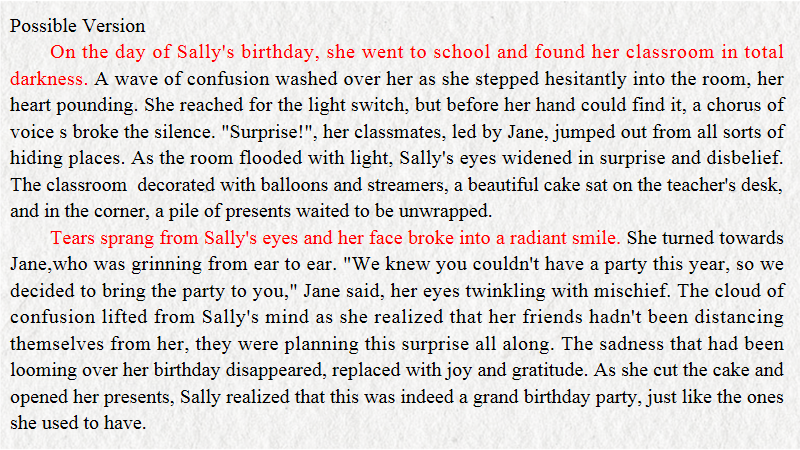 Possible Version
On the day of Sally's birthday, she went to school and found her classroom in total
darkness. A wave of confusion washed over her as she stepped hesitantly into the room, her
heart pounding. She reached for the light switch, but before her hand could find it, a chorus of
voice s broke the silence. "Surprise!", her classmates, led by Jane, jumped out from all sorts of
hiding places. As the room flooded with light, Sally's eyes widened in surprise and disbelief.
The classroom  decorated with balloons and streamers, a beautiful cake sat on the teacher's desk,
and in the corner, a pile of presents waited to be unwrapped.
Tears sprang from Sally's eyes and her face broke into a radiant smile. She turned towards
Jane,who was grinning from ear to ear. "We knew you couldn't have a party this year, so we
decided to bring the party to you," Jane said, her eyes twinkling with mischief. The cloud of
confusion lifted from Sally's mind as she realized that her friends hadn't been distancing
themselves from her, they were planning this surprise all along. The sadness that had been
looming over her birthday disappeared, replaced with joy and gratitude. As she cut the cake and
opened her presents, Sally realized that this was indeed a grand birthday party, just like the ones
she used to have.